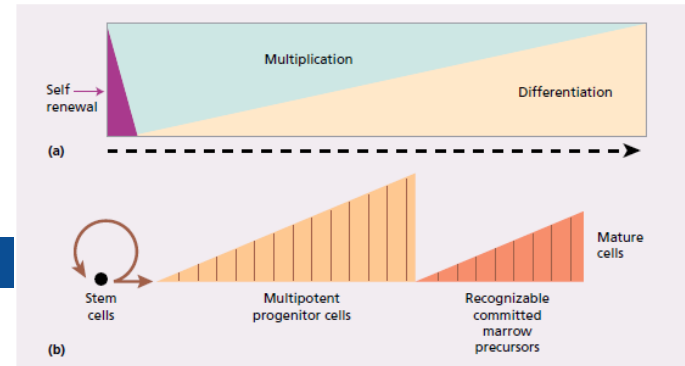 Multiplication
Self
renewal
Differentiation
(a)
Mature
cells
Stem
cells
Multipotent
progenitor cells
Recognizable
committed
marrow
precursors
(b)